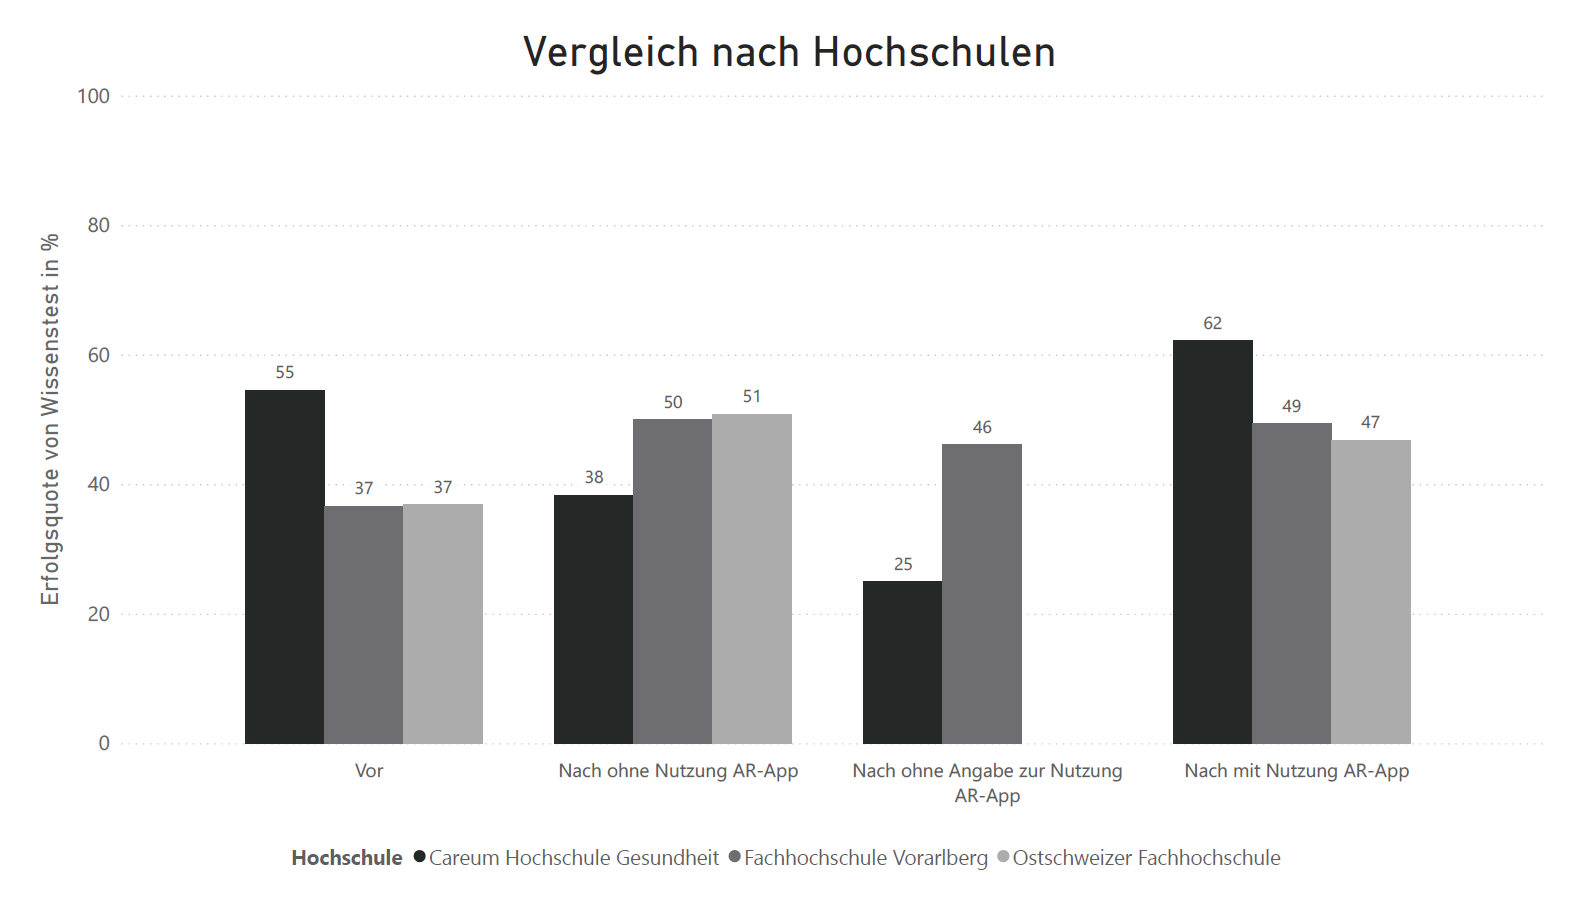 Vergleich nach Hochschulen
Erfolgsquote von Wissenstest in %
100
80
60
40
20
0
55
37
37
38
50
51
25
46
62
49
47
Vor
Nach ohne Nutzung AR-App
Nach ohne Angabe zur Nutzung
AR-App
Nach mit Nutzung AR-App
Hochschule Careum Hochschule Gesundheit Fachhochschule Vorarlberg Ostschweizer Fachhochschule